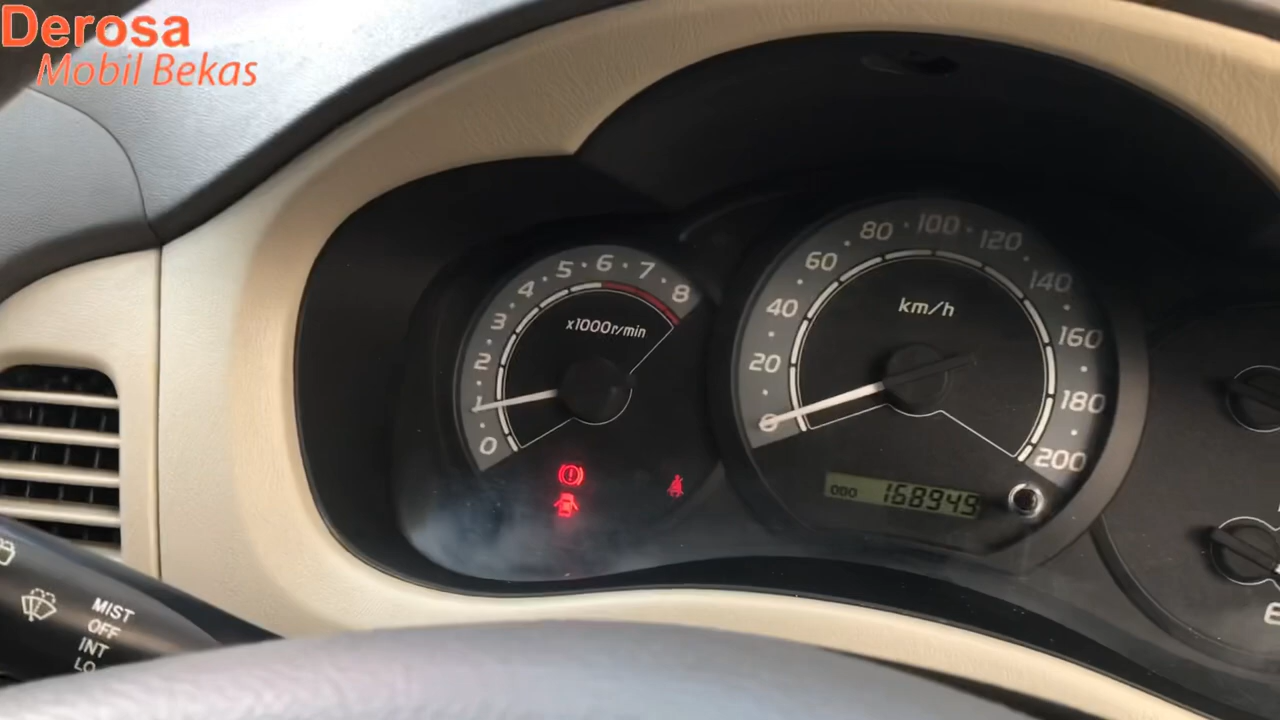 Derosa
Mobil Bekas
0 1 2 3 4 5 6 7 8
x1000r/min
0 20 40 60 80 100 120 140 160 180 200
km/h
ODO 168949
E
MIST
OFF
INT
LO